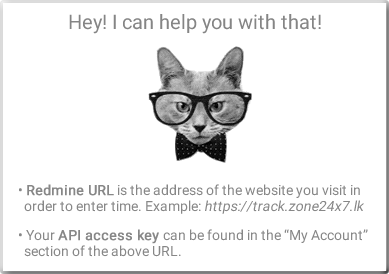 Hey! I can help you with that!
• Redmine URL is the address of the website you visit in
order to enter time. Example: https://track.zone24x7.lk
• Your API access key can be found in the “My Account”
section of the above URL.